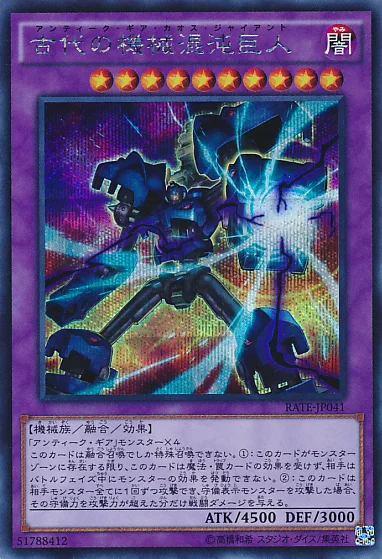 アンティーク・ギア・カオス・ジャイアント
古代の機械混沌巨人
やみ
闇
RATE-JP041
【機械族/融合/効果】
「アンティーク・ギア」モンスター×4
このカードは融合召喚でしか特殊召喚できない。①:このカードがモンスター
ゾーンに存在する限り、このカードは魔法・罠カードの効果を受けず、相手は
バトルフェイズ中にモンスターの効果を発動できない。②:このカードは
相手モンスター全てに1回ずつ攻撃でき、守備表示モンスターを攻撃した場合、
その守備力を攻撃力が超えた分だけ戦闘ダメージを与える。
ATK/4500 DEF/3000
51788412
©高橋和希 スタジオ・ダイス/集英社